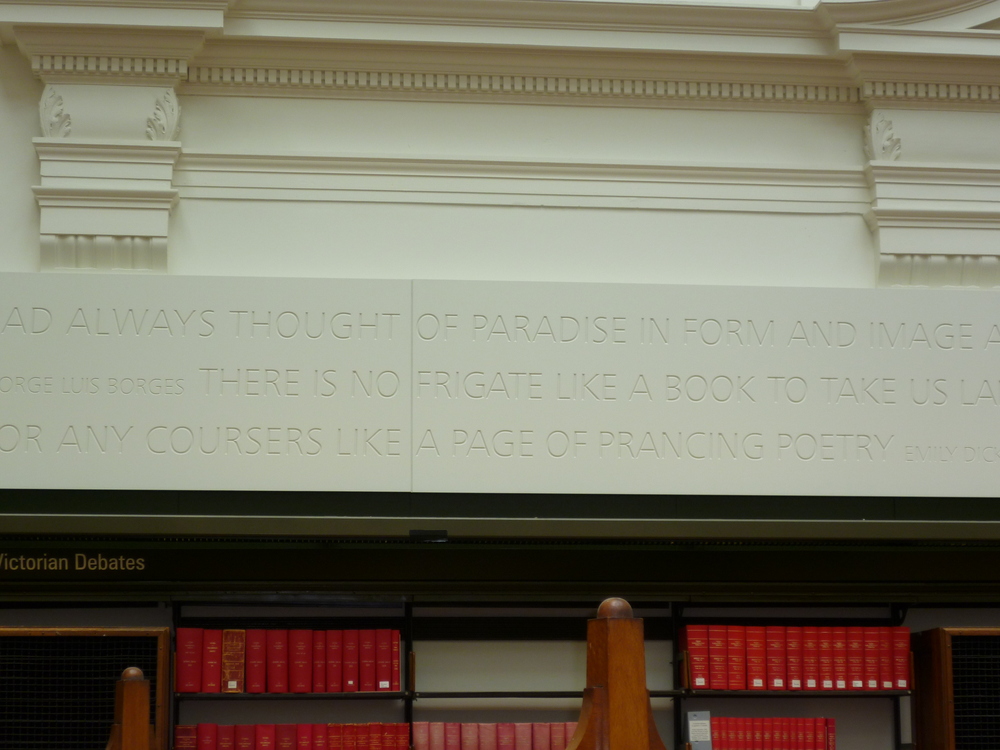 AD ALWAYS THOUGHT OF PARADISE IN FORM AND IMAGE A
ORGE LUIS BORGES THERE IS NO FRIGATE LIKE A BOOK TO TAKE US LA
OR ANY COURSERS LIKE A PAGE OF PRANCING POETRY EMILY DICK
Victorian Debates